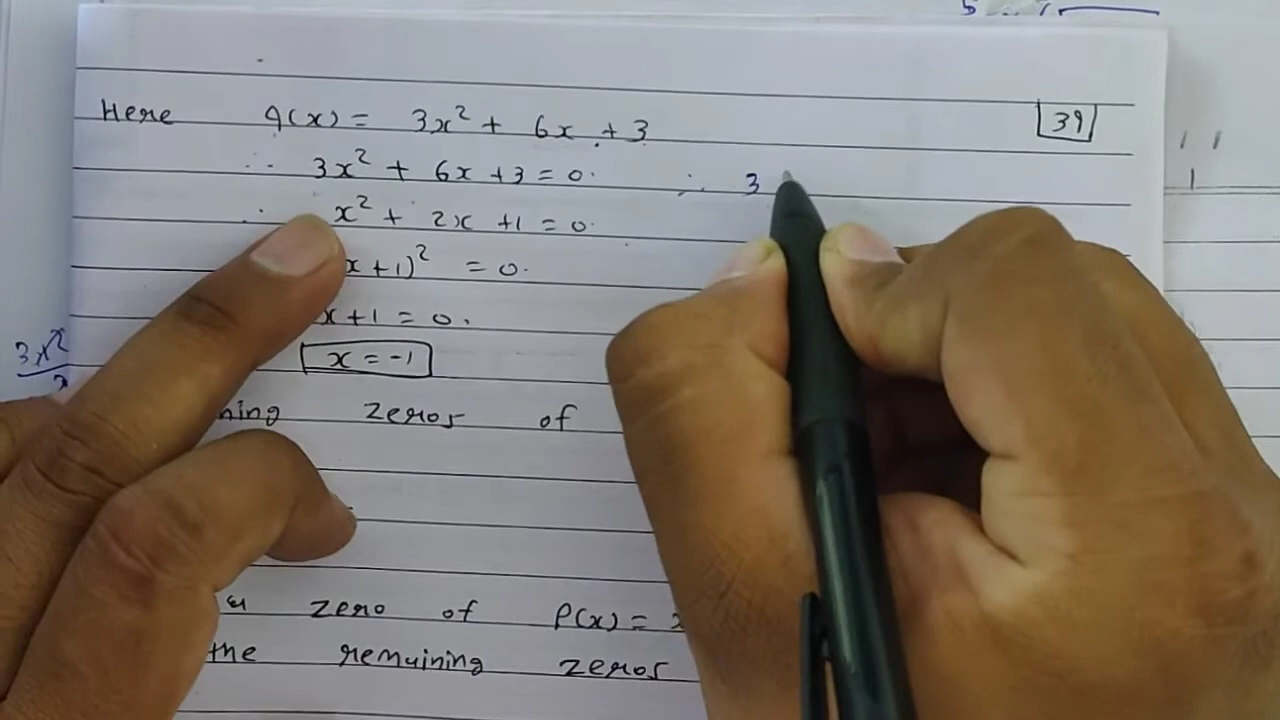 Here q(x) = 3x² + 6x + 3
39
∴ 3x² + 6x + 3 = 0.
∴ 3
∴ x² + 2x + 1 = 0.
x + 1)² = 0.
x + 1 = 0.
3x²
x = -1
zeros of
zero of P(x) =
the remaining zeros